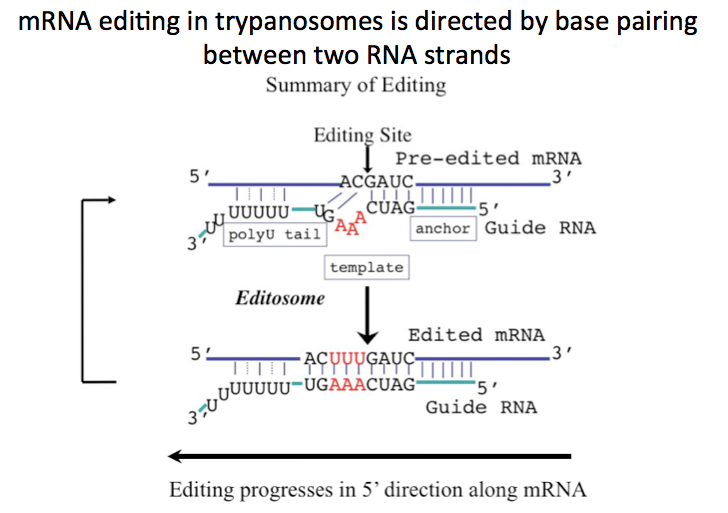 mRNA editing in trypanosomes is directed by base pairing
between two RNA strands
Summary of Editing
Editing Site
Pre-edited mRNA
5′
ACGAUC
3′
UUUUUUU
UG
AAA
CUAG
5′
3′
polyU tail
anchor
Guide RNA
template
Editosome
Edited mRNA
5′
ACUUUGAUC
3′
UUUUUUU
UGAAACUAG
5′
3′
Guide RNA
Editing progresses in 5’ direction along mRNA